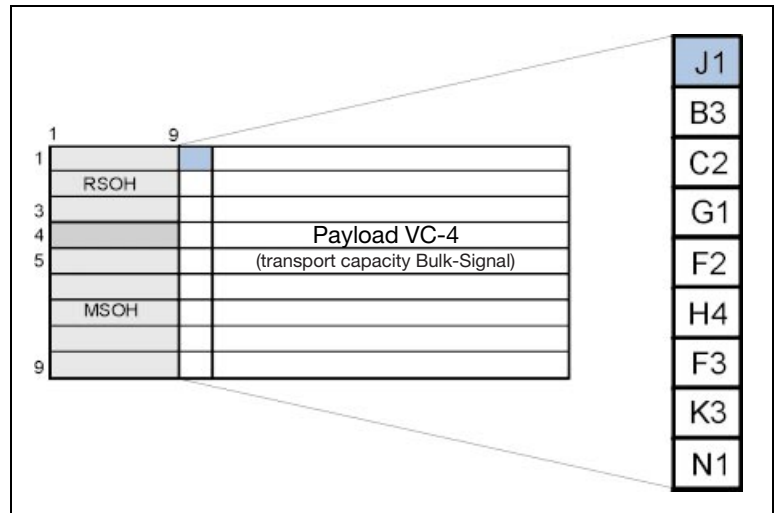 1 9
1
RSOH
3
4
5
MSOH
9
Payload VC-4
(transport capacity Bulk-Signal)
J1
B3
C2
G1
F2
H4
F3
K3
N1